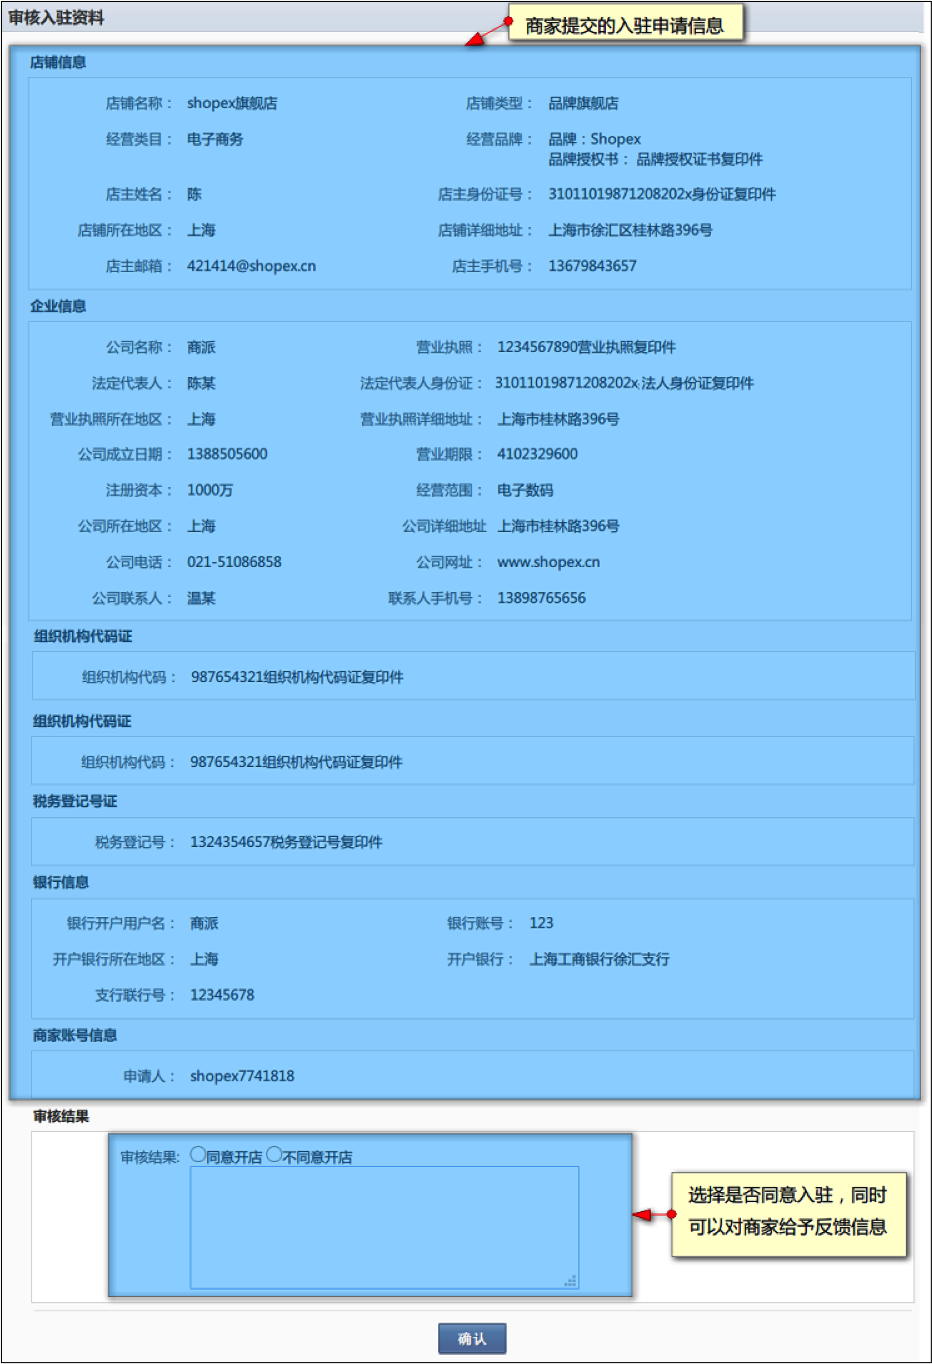 审核入驻资料
商家提交的入驻申请信息
店铺信息
店铺名称： shopex旗舰店 店铺类型： 品牌旗舰店
经营类目： 电子商务 经营品牌： 品牌：Shopex
品牌授权书： 品牌授权证书复印件
店主姓名： 陈 店主身份证号： 31011019871208202x身份证复印件
店铺所在地区： 上海 店铺详细地址： 上海市徐汇区桂林路396号
店主邮箱： 421414@shopex.cn 店主手机号： 13679843657
企业信息
公司名称： 商派 营业执照： 1234567890营业执照复印件
法定代表人： 陈某 法定代表人身份证： 31011019871208202x;法人身份证复印件
营业执照所在地区： 上海 营业执照详细地址： 上海市桂林路396号
公司成立日期： 1388505600 营业期限： 4102329600
注册资本： 1000万 经营范围： 电子数码
公司所在地区： 上海 公司详细地址 上海市桂林路396号
公司电话： 021-51086858 公司网址： www.shopex.cn
公司联系人： 温某 联系人手机号： 13898765656
组织机构代码证
组织机构代码： 987654321组织机构代码证复印件
组织机构代码证
组织机构代码： 987654321组织机构代码证复印件
税务登记号证
税务登记号： 1324354657税务登记号复印件
银行信息
银行开户用户名： 商派 银行账号： 123
开户银行所在地区： 上海 开户银行： 上海工商银行徐汇支行
支行联行号： 12345678
商家账号信息
申请人： shopex7741818
审核结果
审核结果: 同意开店 不同意开店
选择是否同意入驻，同时
可以对商家给予反馈信息
确认